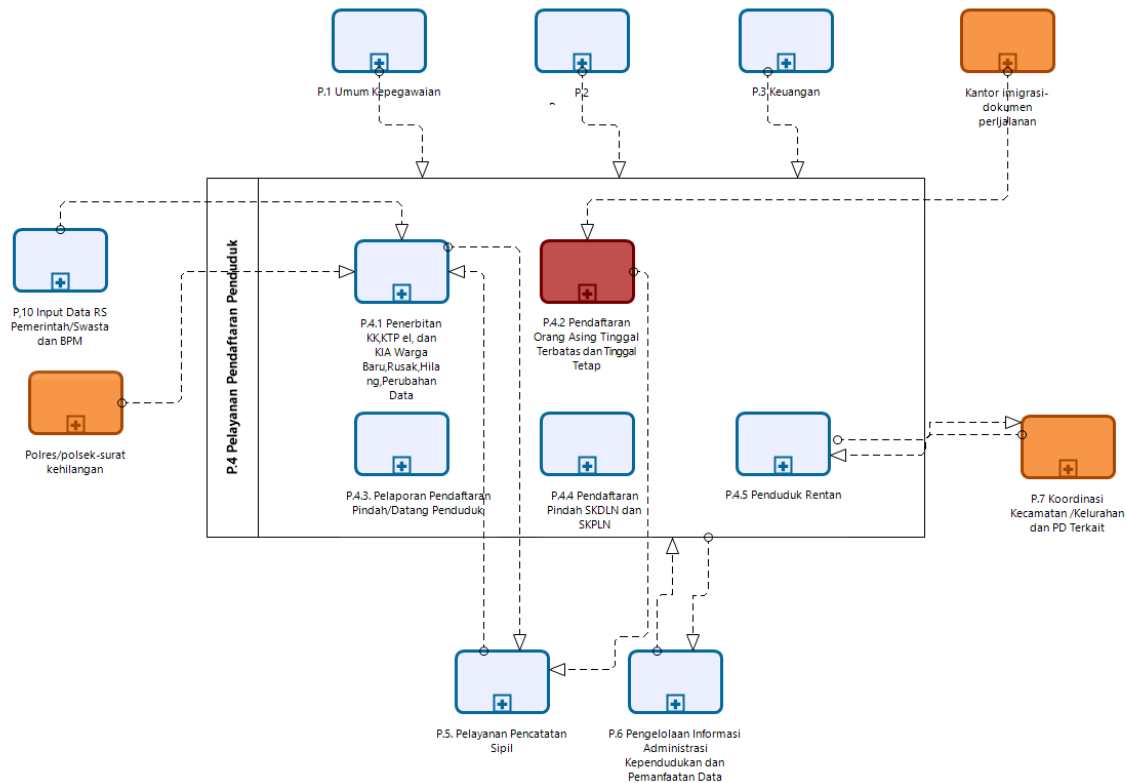 P.1 Umum Kepegawaian
P.2
P.3 Keuangan
Kantor imigrasi-
dokumen
perljalanan
P.4 Pelayanan Pendaftaran Penduduk
P,10 Input Data RS
Pemerintah/Swasta
dan BPM
P.4.1 Penerbitan
KK,KTP el, dan
KIA Warga
Baru,Rusak,Hila
ng,Perubahan
Data
P.4.2 Pendaftaran
Orang Asing Tinggal
Terbatas dan Tinggal
Tetap
Polres/polsek-surat
kehilangan
P.4.3. Pelaporan Pendaftaran
Pindah/Datang Penduduk
P.4.4 Pendaftaran
Pindah SKDLN dan
SKPLN
P.4.5 Penduduk Rentan
P.7 Koordinasi
Kecamatan /Kelurahan
dan PD Terkait
P.5. Pelayanan Pencatatan
Sipil
P.6 Pengelolaan Informasi
Administrasi
Kependudukan dan
Pemanfaatan Data